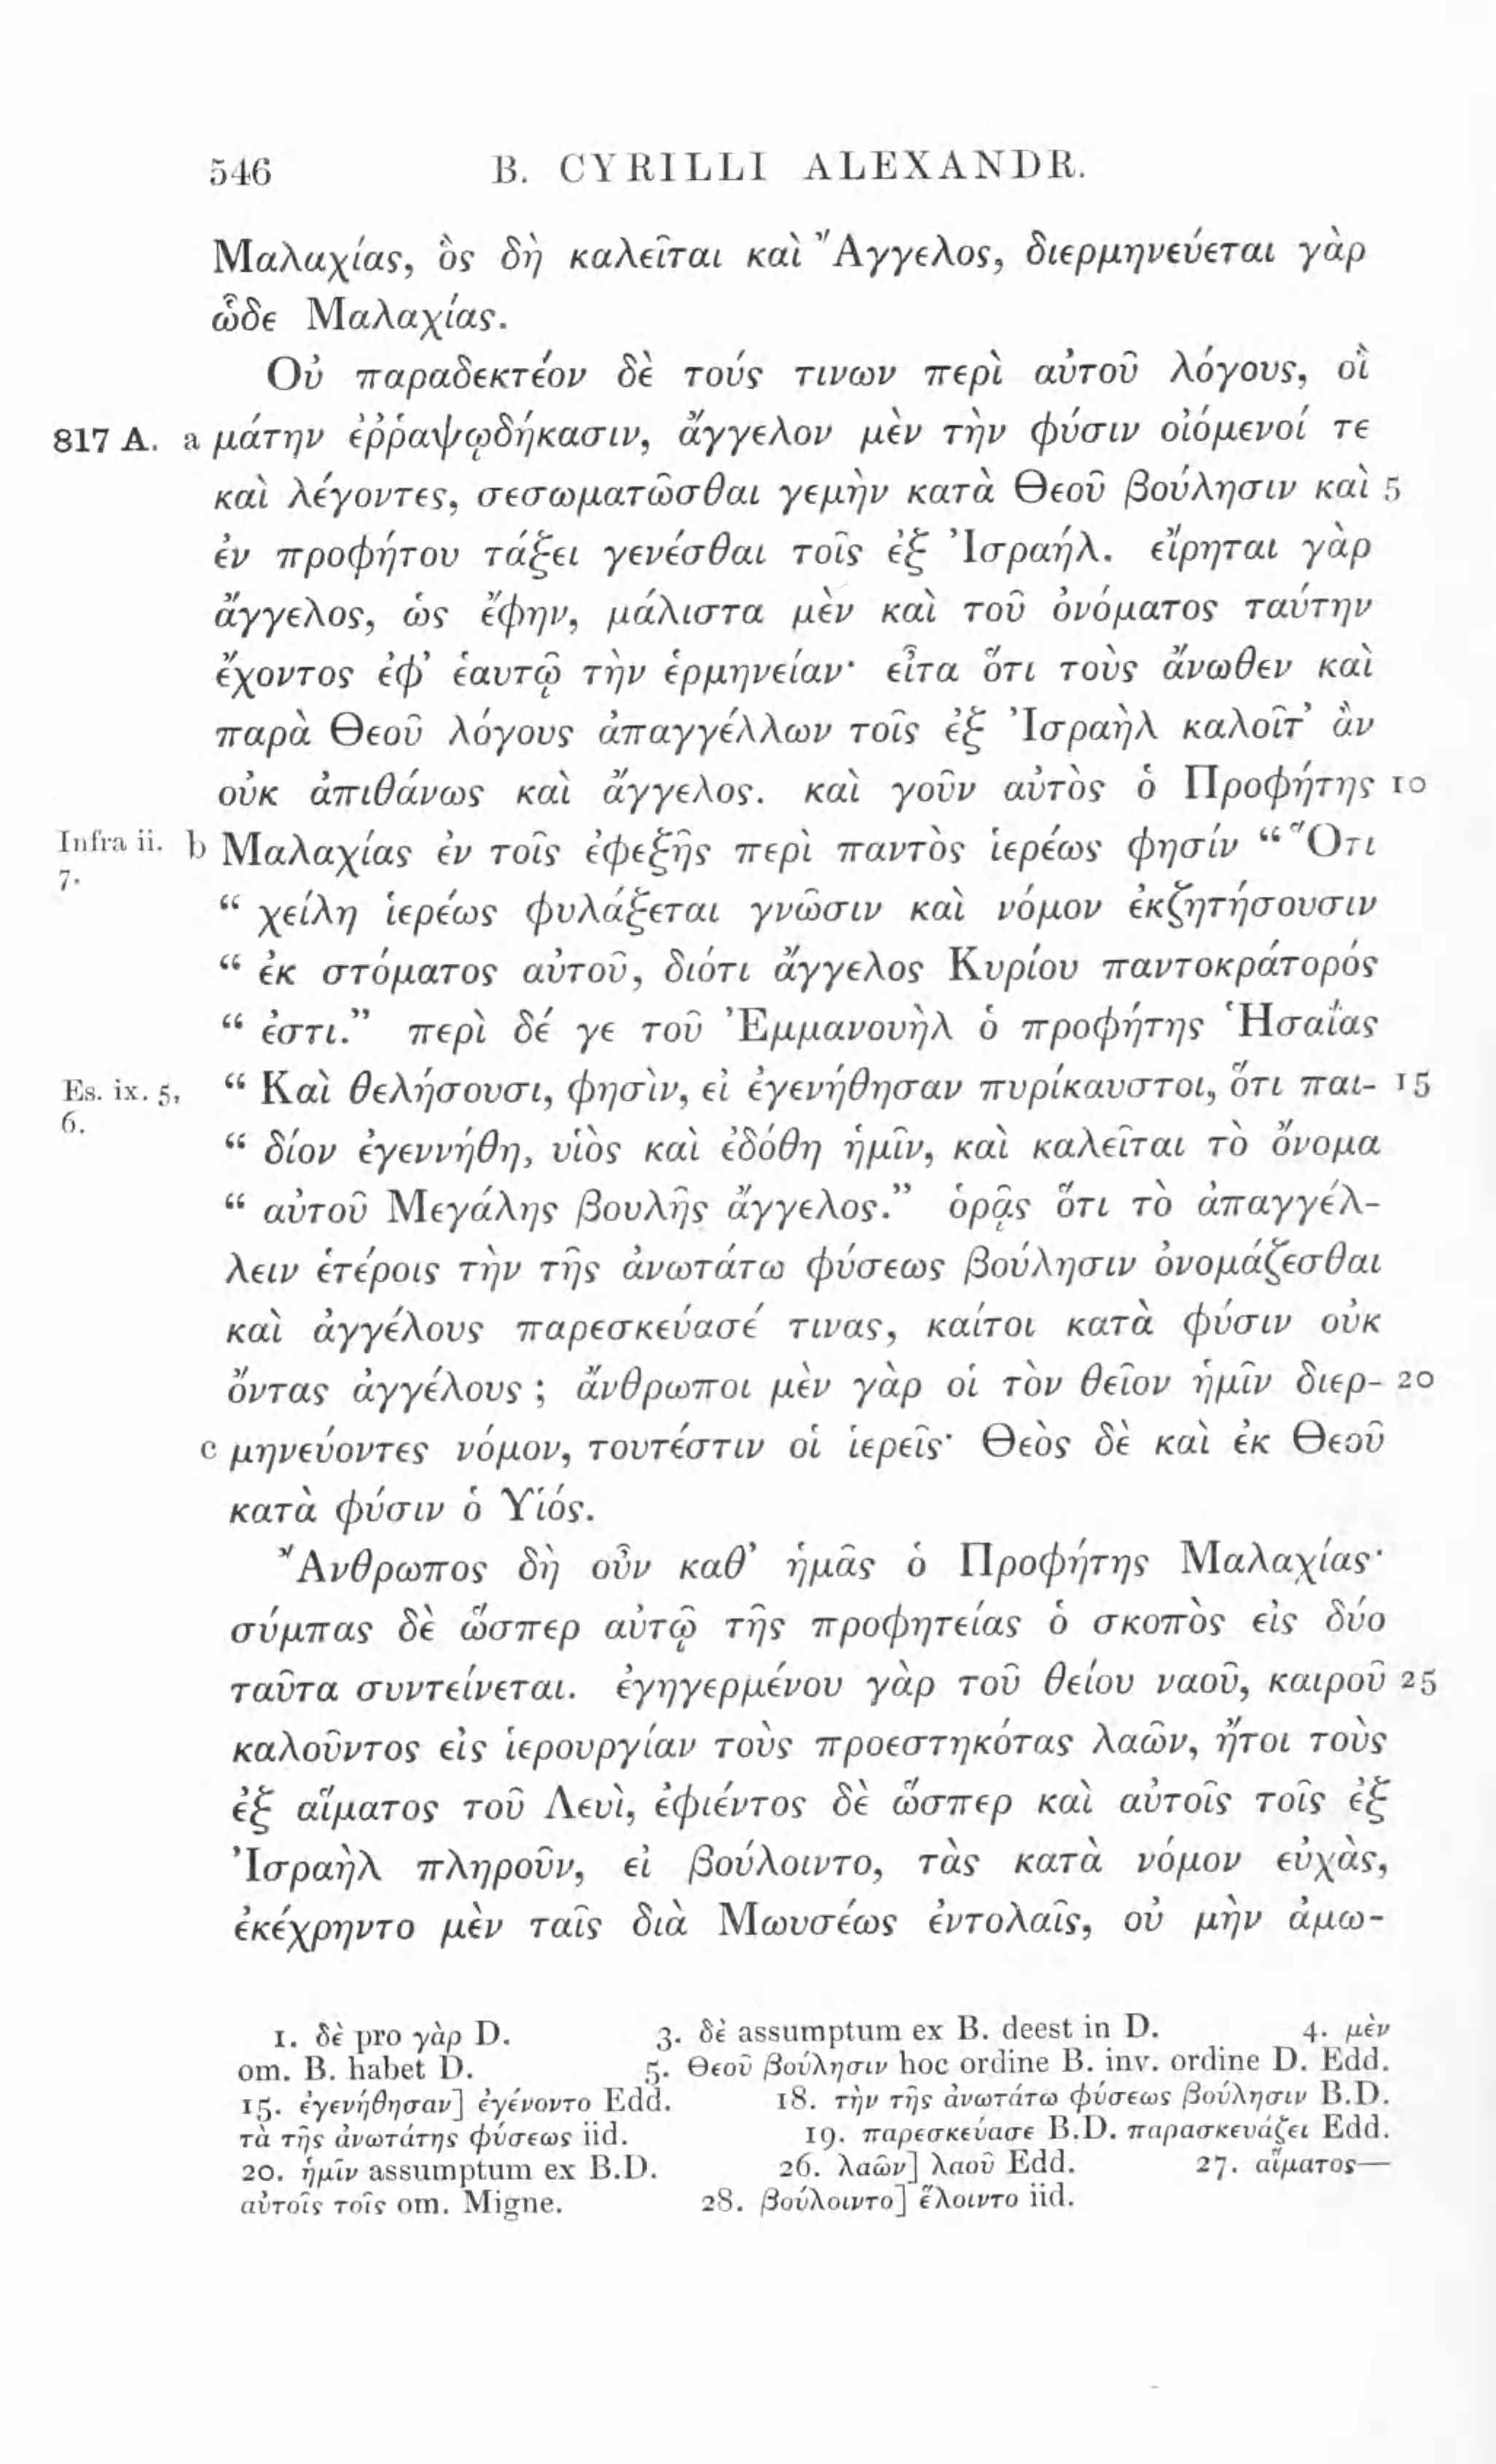 546 B. CYRILLI ALEXANDR.
Μαλαχίας, ὃς δὴ καλεῖται καὶ Ἄγγελος, διερμηνεύεται γὰρ
ὧδε Μαλαχίας.
Οὐ παραδεκτέον δὲ τούς τινων περὶ αὐτοῦ λόγους, οἳ
817 A. a μάτην ἐῤῥαψῳδήκασιν, ἄγγελον μὲν τὴν φύσιν οἰόμενοί τε
καὶ λέγοντες, σεσωματῶσθαι γεμὴν κατὰ Θεοῦ βούλησιν καὶ 5
ἐν προφήτου τάξει γενέσθαι τοῖς ἐξ Ἰσραήλ. εἴρηται γὰρ
ἄγγελος, ὡς ἔφην, μάλιστα μὲν καὶ τοῦ ὀνόματος ταύτην
ἔχοντος ἐφ’ ἑαυτῷ τὴν ἑρμηνείαν· εἶτα ὅτι τοὺς ἄνωθεν καὶ
παρὰ Θεοῦ λόγους ἀπαγγέλλων τοῖς ἐξ Ἰσραὴλ καλοῖτ’ ἂν
οὐκ ἀπιθάνως καὶ ἄγγελος. καὶ γοῦν αὐτὸς ὁ Προφήτης 10
Infra ii. 7. b Μαλαχίας ἐν τοῖς ἐφεξῆς περὶ παντὸς ἱερέως φησίν “ Ὅτι
“ χείλη ἱερέως φυλάξεται γνῶσιν καὶ νόμον ἐκζητήσουσιν
“ ἐκ στόματος αὐτοῦ, διότι ἄγγελος Κυρίου παντοκράτορός
“ ἐστι.” περὶ δέ γε τοῦ Ἐμμανουὴλ ὁ προφήτης Ἡσαΐας
Es. ix. 5, 6. “ Καὶ θελήσουσι, φησὶν, εἰ ἐγενήθησαν πυρίκαυστοι, ὅτι παι- 15
“ δίον ἐγεννήθη, υἱὸς καὶ ἐδόθη ἡμῖν, καὶ καλεῖται τὸ ὄνομα
“ αὐτοῦ Μεγάλης βουλῆς ἄγγελος.” ὁρᾷς ὅτι τὸ ἀπαγγέλ-
λειν ἑτέροις τὴν τῆς ἀνωτάτω φύσεως βούλησιν ὀνομάζεσθαι
καὶ ἀγγέλους παρεσκεύασέ τινας, καίτοι κατὰ φύσιν οὐκ
ὄντας ἀγγέλους ; ἄνθρωποι μὲν γὰρ οἱ τὸν θεῖον ἡμῖν διερ- 20
c μηνεύοντες νόμον, τουτέστιν οἱ ἱερεῖς· Θεὸς δὲ καὶ ἐκ Θεοῦ
κατὰ φύσιν ὁ Υἱός.
Ἄνθρωπος δὴ οὖν καθ’ ἡμᾶς ὁ Προφήτης Μαλαχίας·
σύμπας δὲ ὥσπερ αὐτῷ τῆς προφητείας ὁ σκοπὸς εἰς δύο
ταῦτα συντείνεται. ἐγηγερμένου γὰρ τοῦ θείου ναοῦ, καιροῦ 25
καλοῦντος εἰς ἱερουργίαν τοὺς προεστηκότας λαῶν, ἤτοι τοὺς
ἐξ αἵματος τοῦ Λευὶ, ἐφιέντος δὲ ὥσπερ καὶ αὐτοῖς τοῖς ἐξ
Ἰσραὴλ πληροῦν, εἰ βούλοιντο, τὰς κατὰ νόμον εὐχὰς,
ἐκέχρηντο μὲν ταῖς διὰ Μωυσέως ἐντολαῖς, οὐ μὴν ἀμω-
1. δὲ pro γὰρ D. 3. δὲ assumptum ex B. deest in D. 4. μὲν
om. B. habet D. 5. Θεοῦ βούλησιν hoc ordine B. inv. ordine D. Edd.
15. ἐγενήθησαν] ἐγένοντο Edd. 18. τὴν τῆς ἀνωτάτω φύσεως βούλησιν B.D.
τὰ τῆς ἀνωτάτης φύσεως iid. 19. παρεσκεύασε B.D. παρασκευάζει Edd.
20. ἡμῖν assumptum ex B.D. 26. λαῶν] λαοῦ Edd. 27. αἵματος—
αὐτοῖς τοῖς om. Migne. 28. βούλοιντο] ἕλοιντο iid.